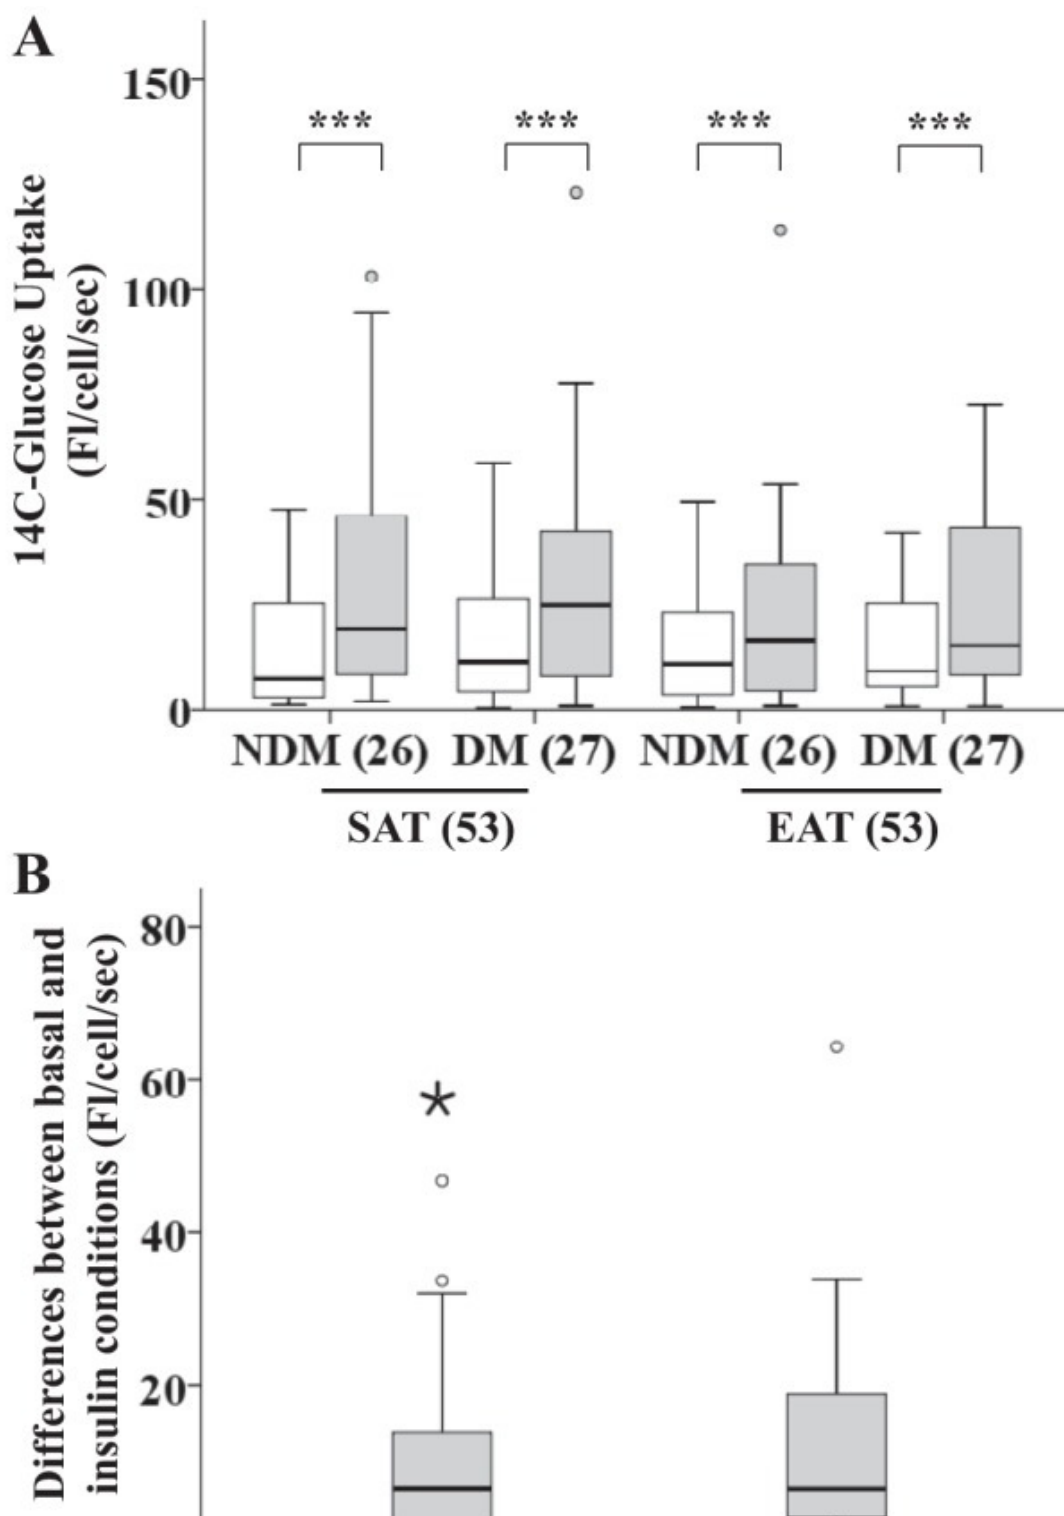 A
150
100
50
0
14C-Glucose Uptake
(Fl/cell/sec)
*** *** *** ***
NDM (26) DM (27) NDM (26) DM (27)
SAT (53) EAT (53)
B
80
60
40
20
Differences between basal and
insulin conditions (Fl/cell/sec)
*